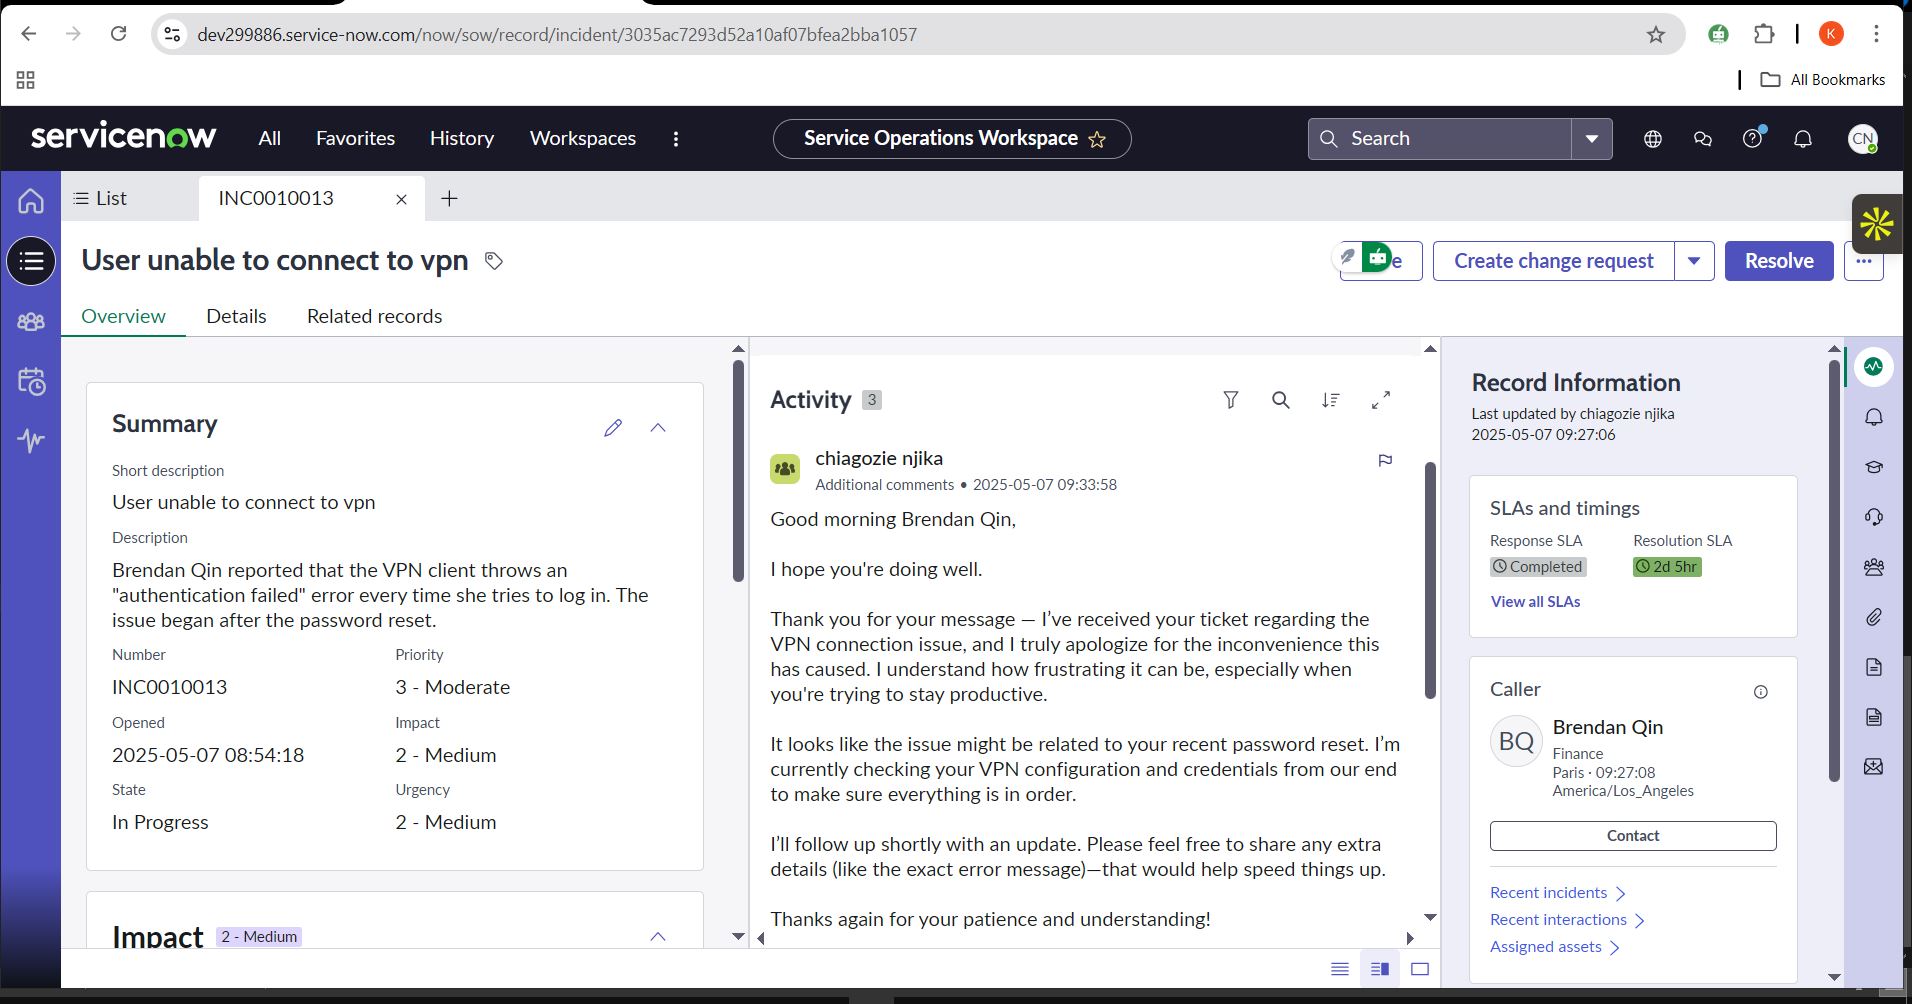 dev299886.service-now.com/now/sow/record/incident/3035ac7293d52a10af07bfea2bba1057
K
All Bookmarks
servicenow
All
Favorites
History
Workspaces
Service Operations Workspace
Search
CN
List
INC0010013
User unable to connect to vpn
e
Create change request
Resolve
Overview
Details
Related records
Summary
Short description
User unable to connect to vpn
Description
Brendan Qin reported that the VPN client throws an
"authentication failed" error every time she tries to log in. The
issue began after the password reset.
Number
Priority
INC0010013
3 - Moderate
Opened
Impact
2025-05-07 08:54:18
2 - Medium
State
Urgency
In Progress
2 - Medium
Impact
2 - Medium
Activity 3
chiagozie njika
Additional comments • 2025-05-07 09:33:58
Good morning Brendan Qin,
I hope you're doing well.
Thank you for your message — I’ve received your ticket regarding the
VPN connection issue, and I truly apologize for the inconvenience this
has caused. I understand how frustrating it can be, especially when
you're trying to stay productive.
It looks like the issue might be related to your recent password reset. I’m
currently checking your VPN configuration and credentials from our end
to make sure everything is in order.
I’ll follow up shortly with an update. Please feel free to share any extra
details (like the exact error message)—that would help speed things up.
Thanks again for your patience and understanding!
Record Information
Last updated by chiagozie njika
2025-05-07 09:27:06
SLAs and timings
Response SLA
Resolution SLA
Completed
2d 5hr
View all SLAs
Caller
BQ
Brendan Qin
Finance
Paris · 09:27:08
America/Los_Angeles
Contact
Recent incidents
Recent interactions
Assigned assets